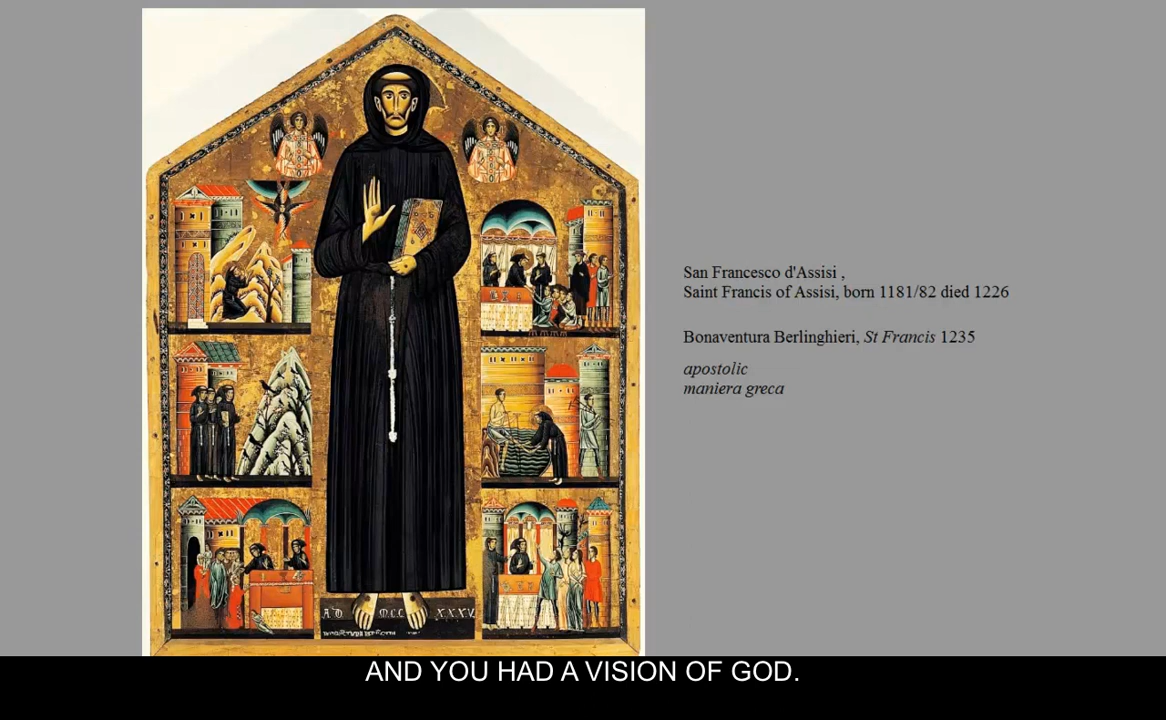 San Francesco d'Assisi ,
Saint Francis of Assisi, born 1181/82 died 1226
Bonaventura Berlinghieri, St Francis 1235
apostolic
maniera greca
A D M C C XXXV
AND YOU HAD A VISION OF GOD.